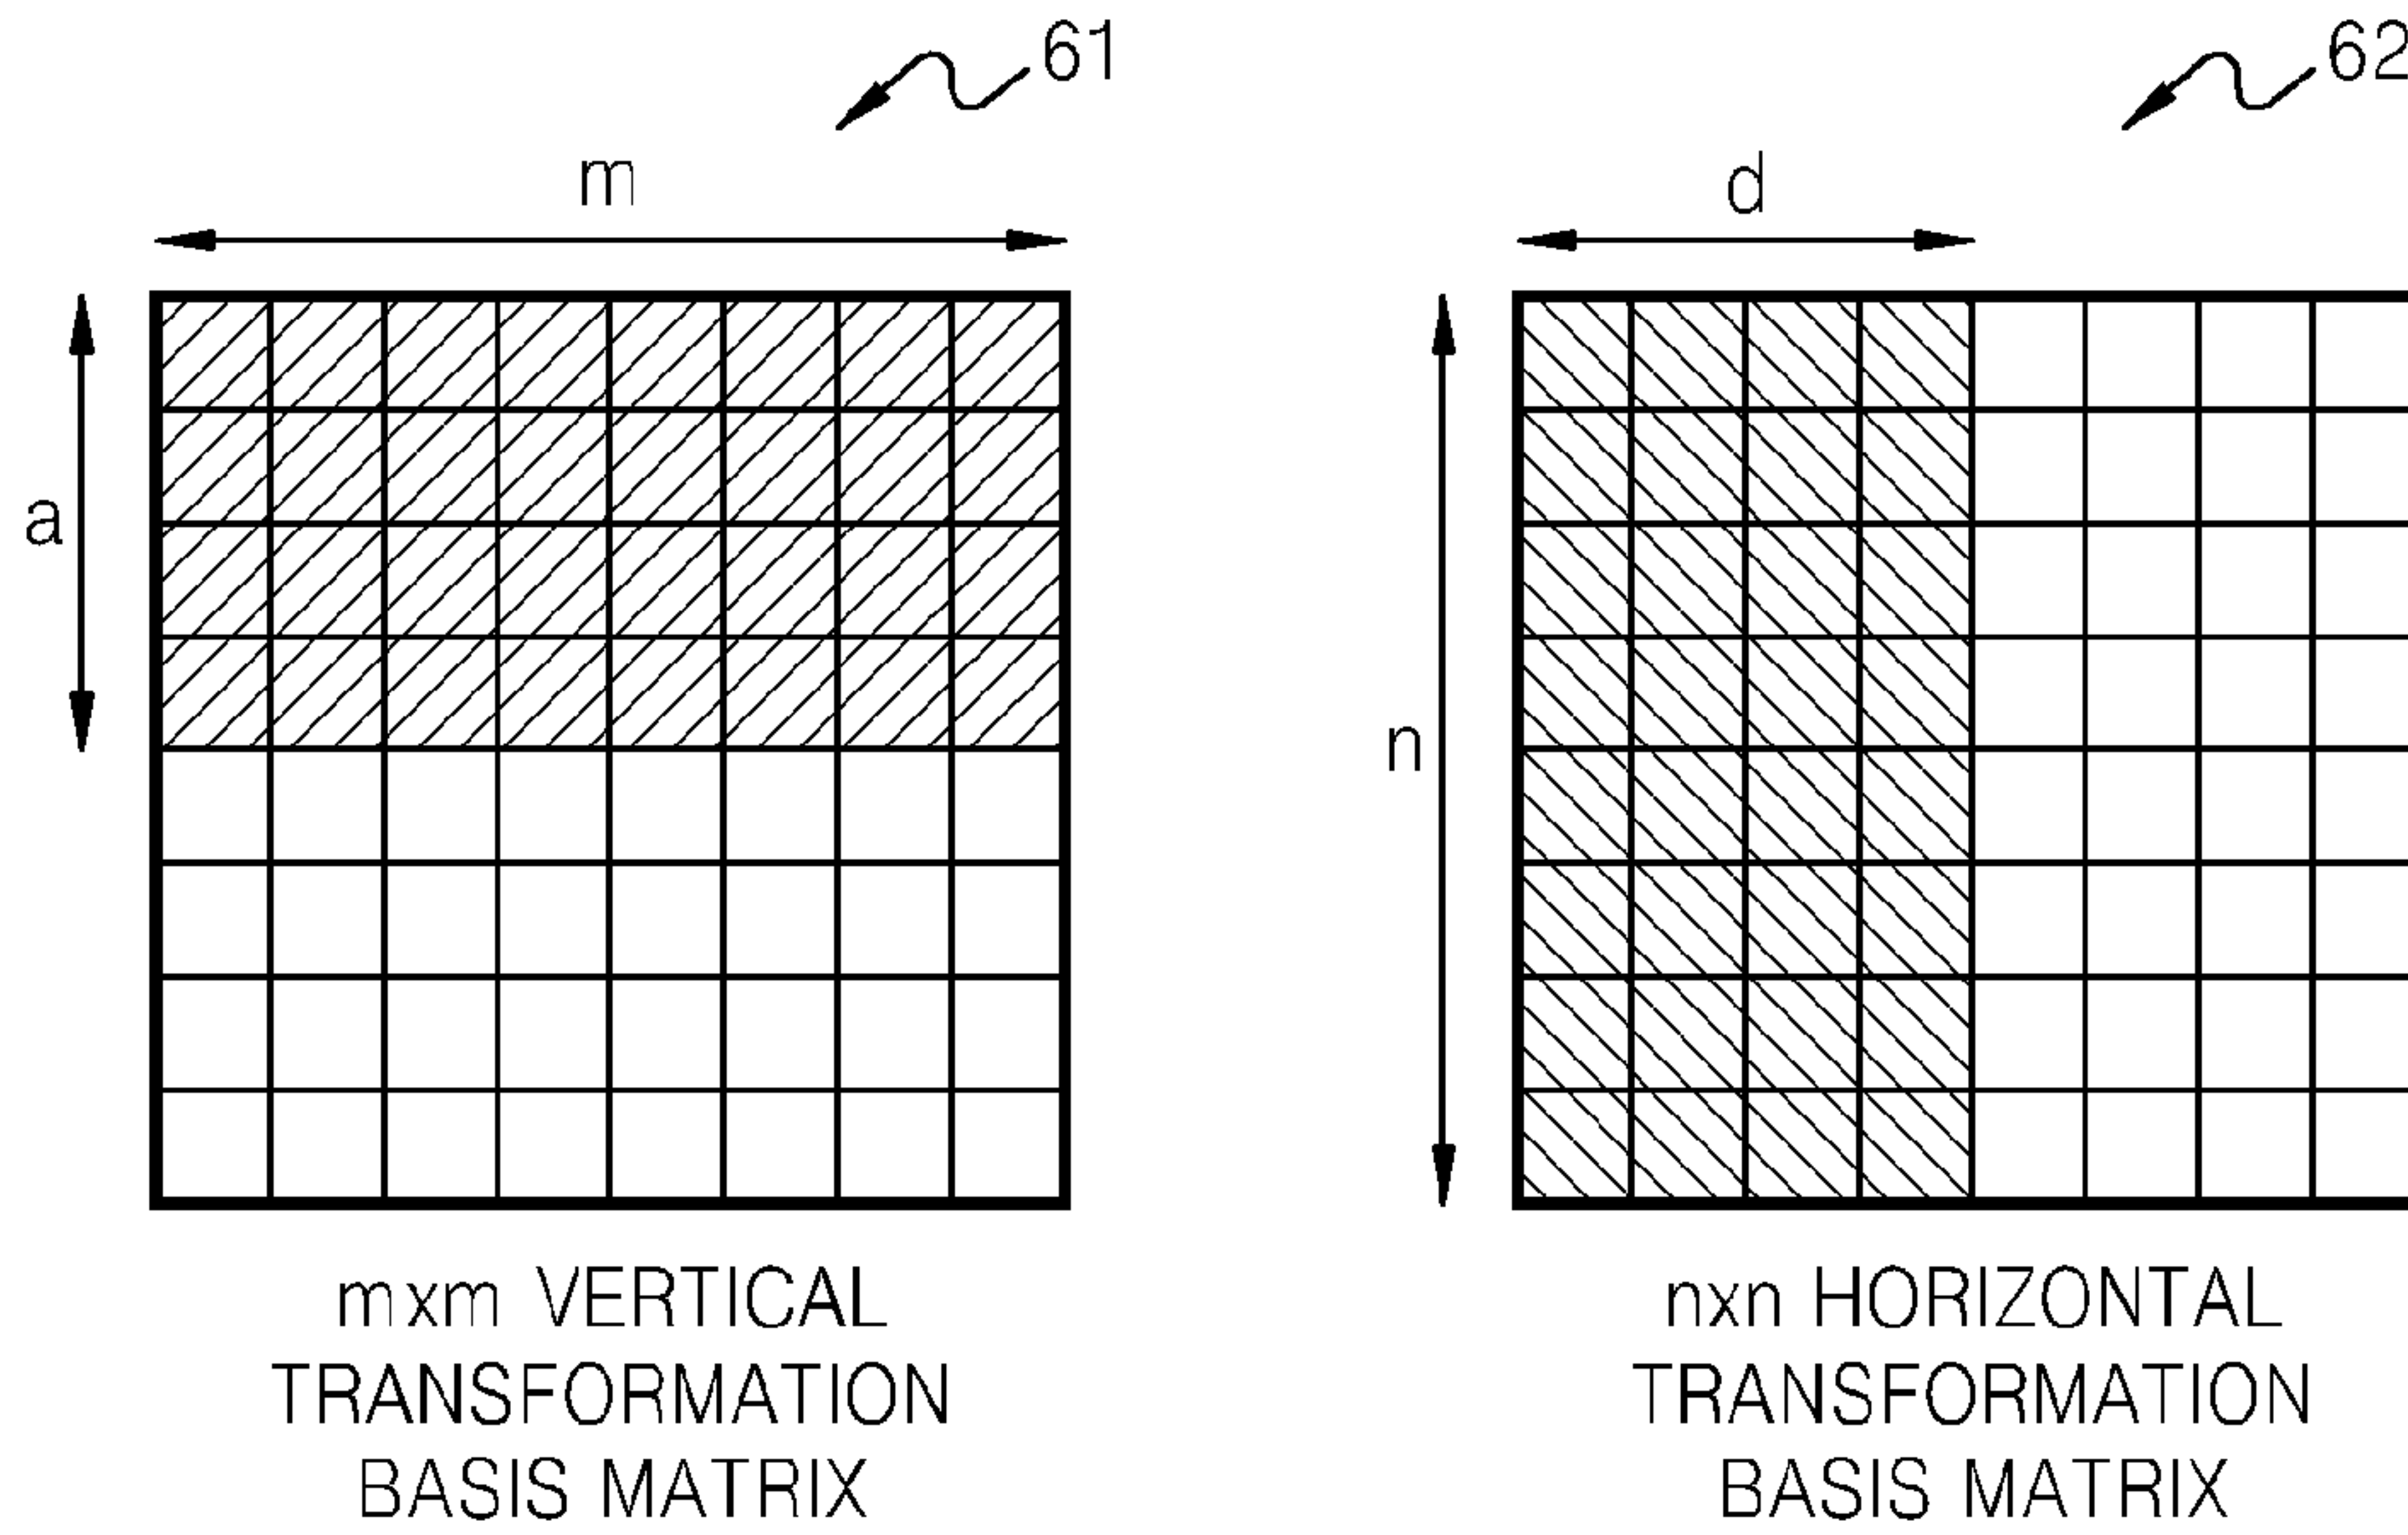 61
m
a
mxm VERTICAL
TRANSFORMATION
BASIS MATRIX
62
d
n
nxn HORIZONTAL
TRANSFORMATION
BASIS MATRIX